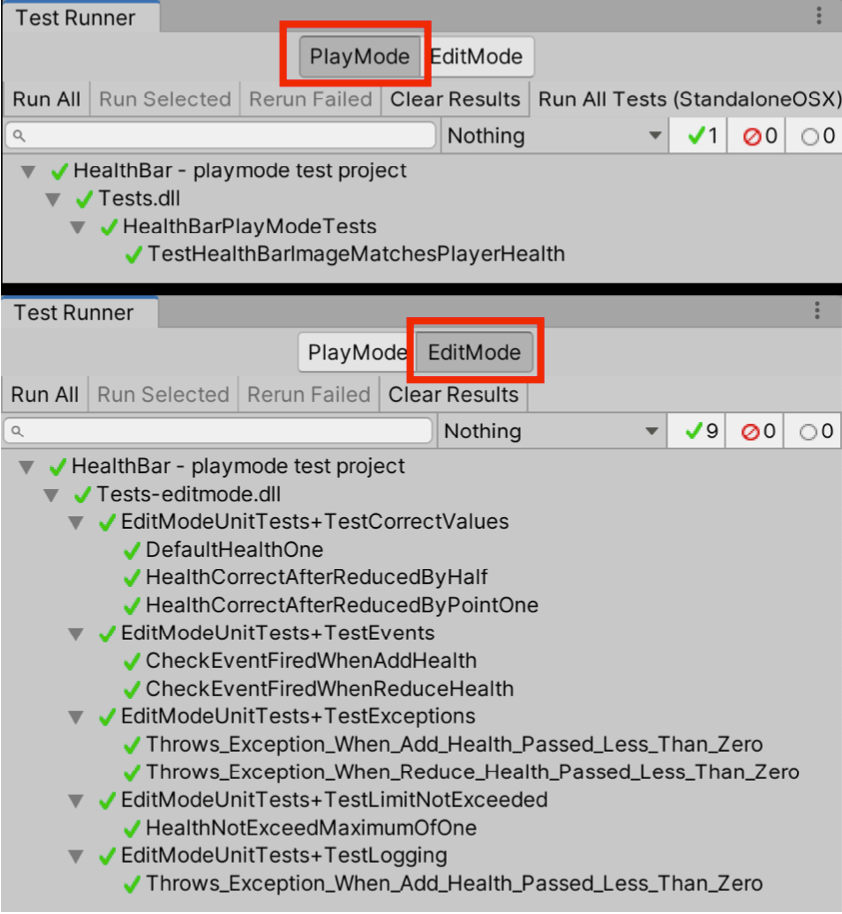 Test Runner
PlayMode EditMode
Run All Run Selected Rerun Failed Clear Results Run All Tests (StandaloneOSX)
Nothing 1 0 0
HealthBar - playmode test project
Tests.dll
HealthBarPlayModeTests
TestHealthBarImageMatchesPlayerHealth
Test Runner
PlayMode EditMode
Run All Run Selected Rerun Failed Clear Results
Nothing 9 0 0
HealthBar - playmode test project
Tests-editmode.dll
EditModeUnitTests+TestCorrectValues
DefaultHealthOne
HealthCorrectAfterReducedByHalf
HealthCorrectAfterReducedByPointOne
EditModeUnitTests+TestEvents
CheckEventFiredWhenAddHealth
CheckEventFiredWhenReduceHealth
EditModeUnitTests+TestExceptions
Throws_Exception_When_Add_Health_Passed_Less_Than_Zero
Throws_Exception_When_Reduce_Health_Passed_Less_Than_Zero
EditModeUnitTests+TestLimitNotExceeded
HealthNotExceedMaximumOfOne
EditModeUnitTests+TestLogging
Throws_Exception_When_Add_Health_Passed_Less_Than_Zero